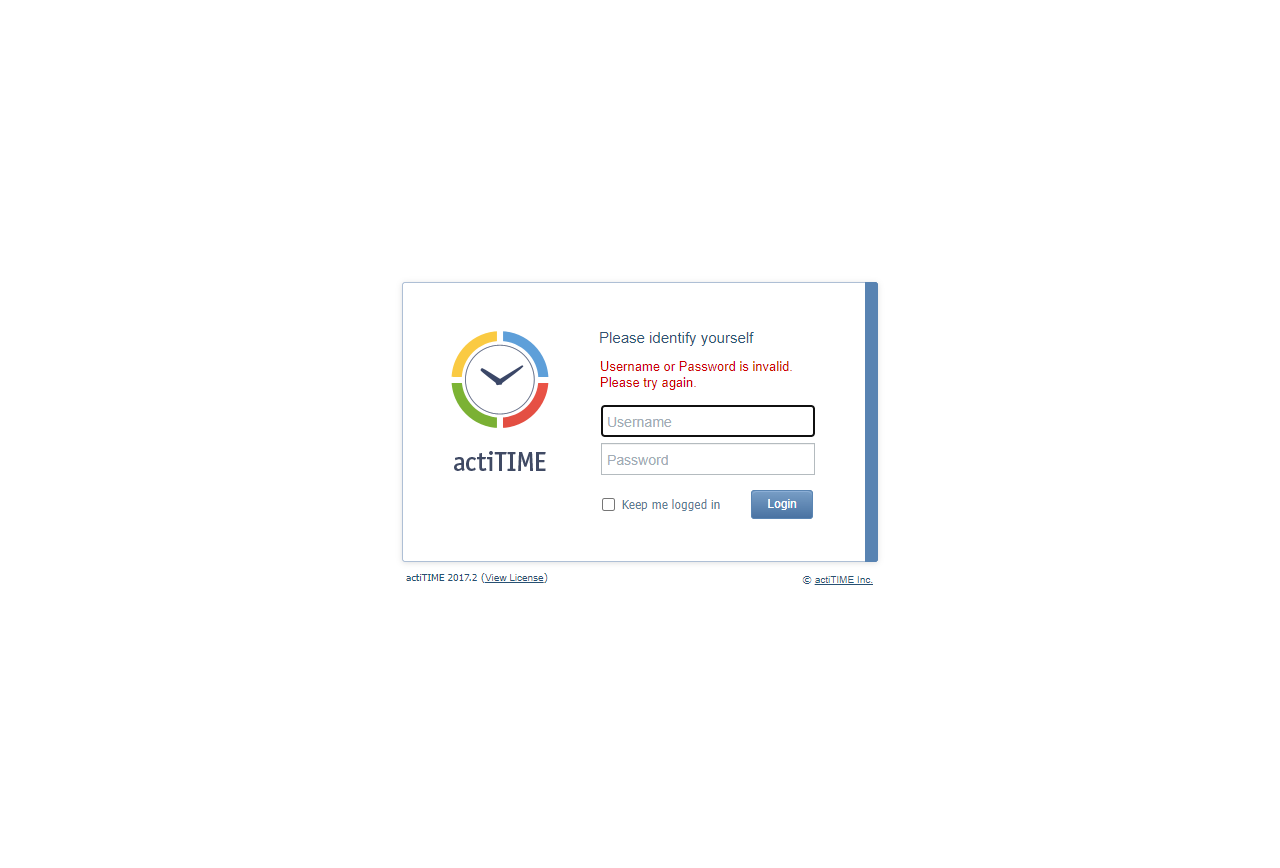 Please identify yourself
Username or Password is invalid.
Please try again.
Username
Password
actiTIME
Keep me logged in
Login
actiTIME 2017.2 (View License)
© actiTIME Inc.